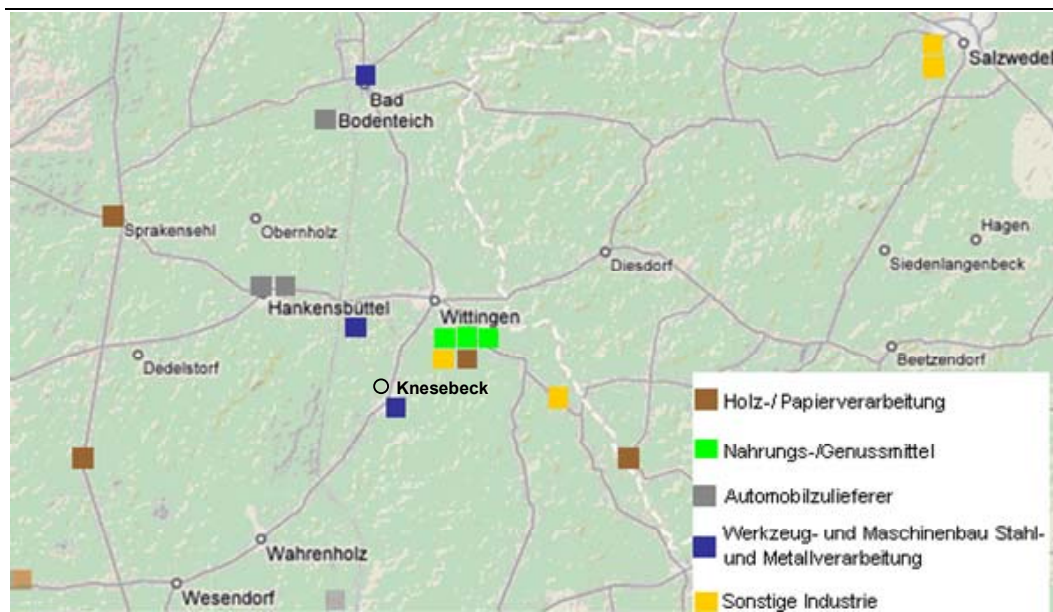 Salzwedel
Bad
Bodenteich
Sprakensehl
Obernholz
Hagen
Diesdorf
Siedenlangenbeck
Hankensbüttel
Wittingen
Dedelstorf
Beetzendorf
Knesebeck
Wahrenholz
Wesendorf
Holz-/ Papierverarbeitung
Nahrungs-/Genussmittel
Automobilzulieferer
Werkzeug- und Maschinenbau Stahl-
und Metallverarbeitung
Sonstige Industrie